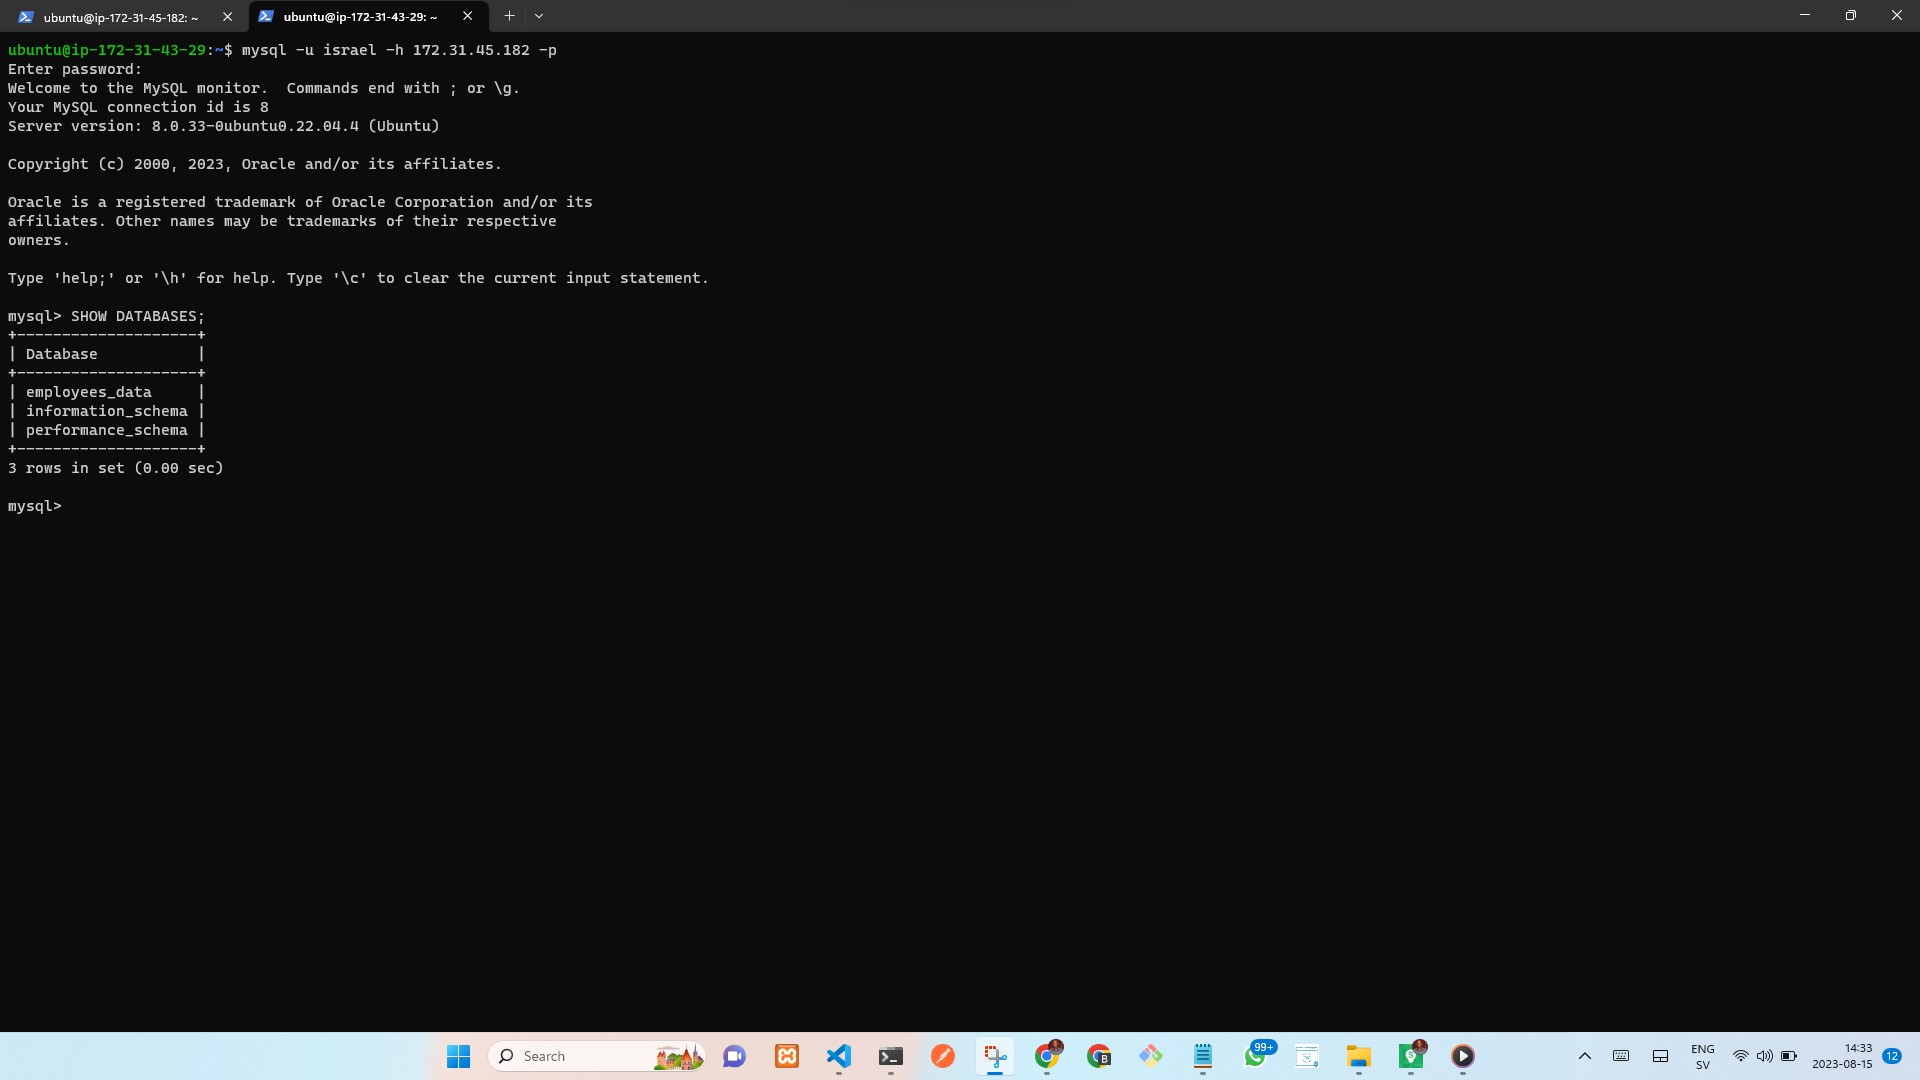 ubuntu@ip-172-31-45-182: ~
ubuntu@ip-172-31-43-29: ~
ubuntu@ip-172-31-43-29:~$ mysql -u israel -h 172.31.45.182 -p
Enter password:
Welcome to the MySQL monitor.  Commands end with ; or \g.
Your MySQL connection id is 8
Server version: 8.0.33-0ubuntu0.22.04.4 (Ubuntu)
Copyright (c) 2000, 2023, Oracle and/or its affiliates.
Oracle is a registered trademark of Oracle Corporation and/or its
affiliates. Other names may be trademarks of their respective
owners.
Type 'help;' or '\h' for help. Type '\c' to clear the current input statement.
mysql> SHOW DATABASES;
+--------------------+
| Database           |
+--------------------+
| employees_data     |
| information_schema |
| performance_schema |
+--------------------+
3 rows in set (0.00 sec)
mysql>
Search
99+
ENG
SV
14:33
2023-08-15
12